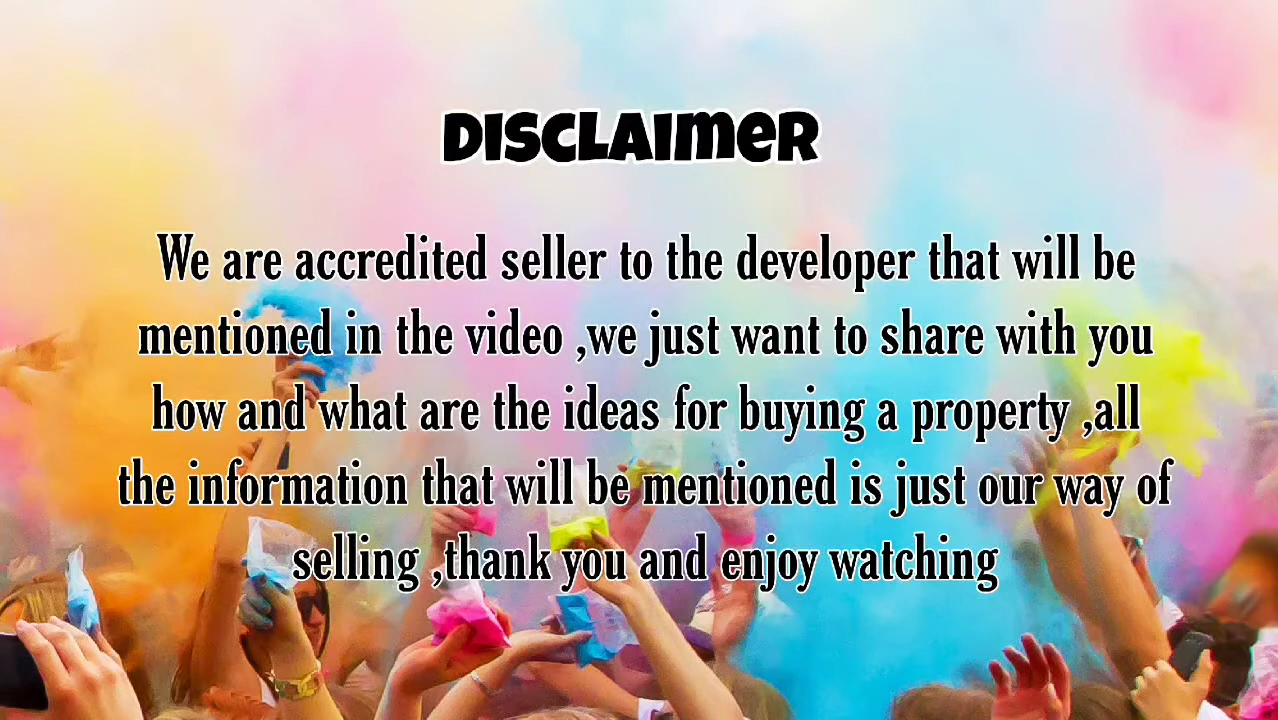 DISCLAIMER
We are accredited seller to the developer that will be
mentioned in the video ,we just want to share with you
how and what are the ideas for buying a property ,all
the information that will be mentioned is just our way of
selling ,thank you and enjoy watching